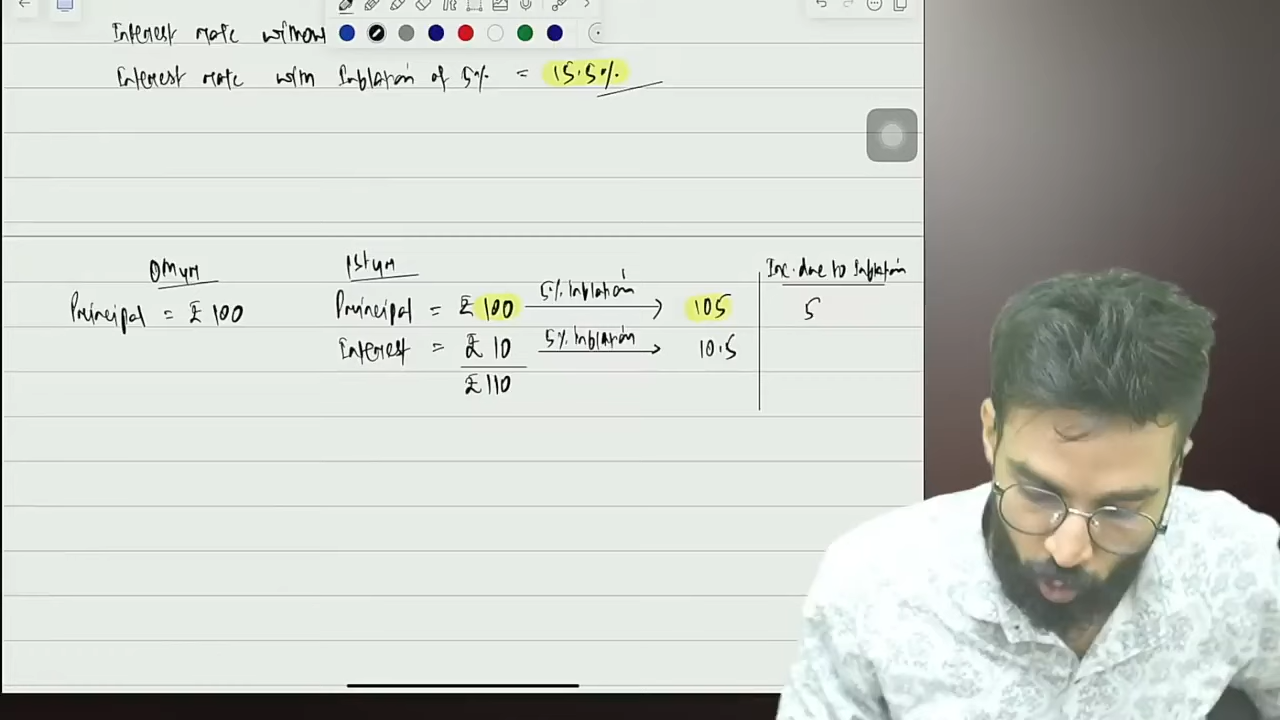 Interest rate without
Interest rate with Inflation of 5% = 15.5%
0th yr
Principal = £ 100
1st yr
Principal = £ 100 5% Inflation 105
Interest = £ 10 5% Inflation 10.5
£ 110
Inc. due to Inflation
5